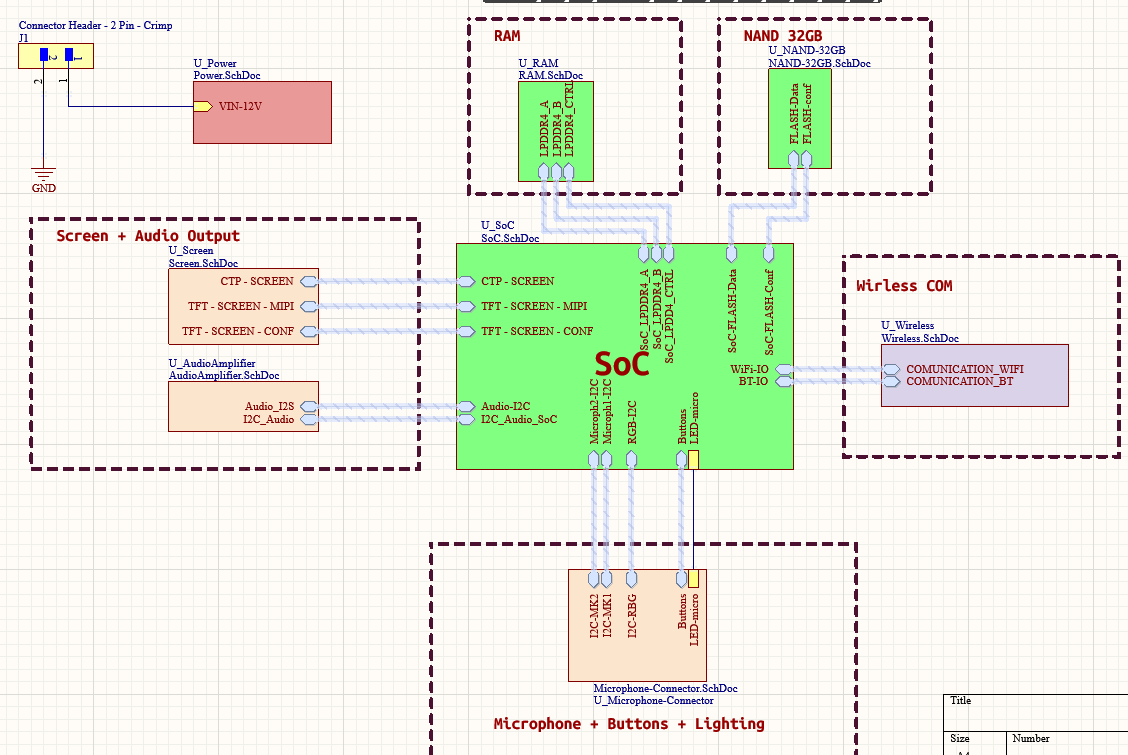 Connector Header - 2 Pin - Crimp
J1
2
1
2
1
GND
U_Power
Power.SchDoc
VIN-12V
RAM
U_RAM
RAM.SchDoc
LPDDR4_A
LPDDR4_B
LPDDR4_CTRL
NAND 32GB
U_NAND-32GB
NAND-32GB.SchDoc
FLASH-Data
FLASH-conf
Screen + Audio Output
U_Screen
Screen.SchDoc
CTP - SCREEN
TFT - SCREEN - MIPI
TFT - SCREEN - CONF
U_AudioAmplifier
AudioAmplifier.SchDoc
Audio_I2S
I2C_Audio
U_SoC
SoC.SchDoc
CTP - SCREEN
TFT - SCREEN - MIPI
TFT - SCREEN - CONF
Audio-I2C
I2C_Audio_SoC
SoC_LPDDR4_A
SoC_LPDDR4_B
SoC_LPDD4_CTRL
SoC-FLASH-Data
SoC-FLASH-Conf
SoC
WiFi-IO
BT-IO
Microph2-I2C
Microph1-I2C
RGB-I2C
Buttons
LED-micro
Wirless COM
U_Wireless
Wireless.SchDoc
COMUNICATION_WIFI
COMUNICATION_BT
I2C-MK2
I2C-MK1
I2C-RBG
Buttons
LED-micro
Microphone-Connector.SchDoc
U_Microphone-Connector
Microphone + Buttons + Lighting
Title
Size
Number